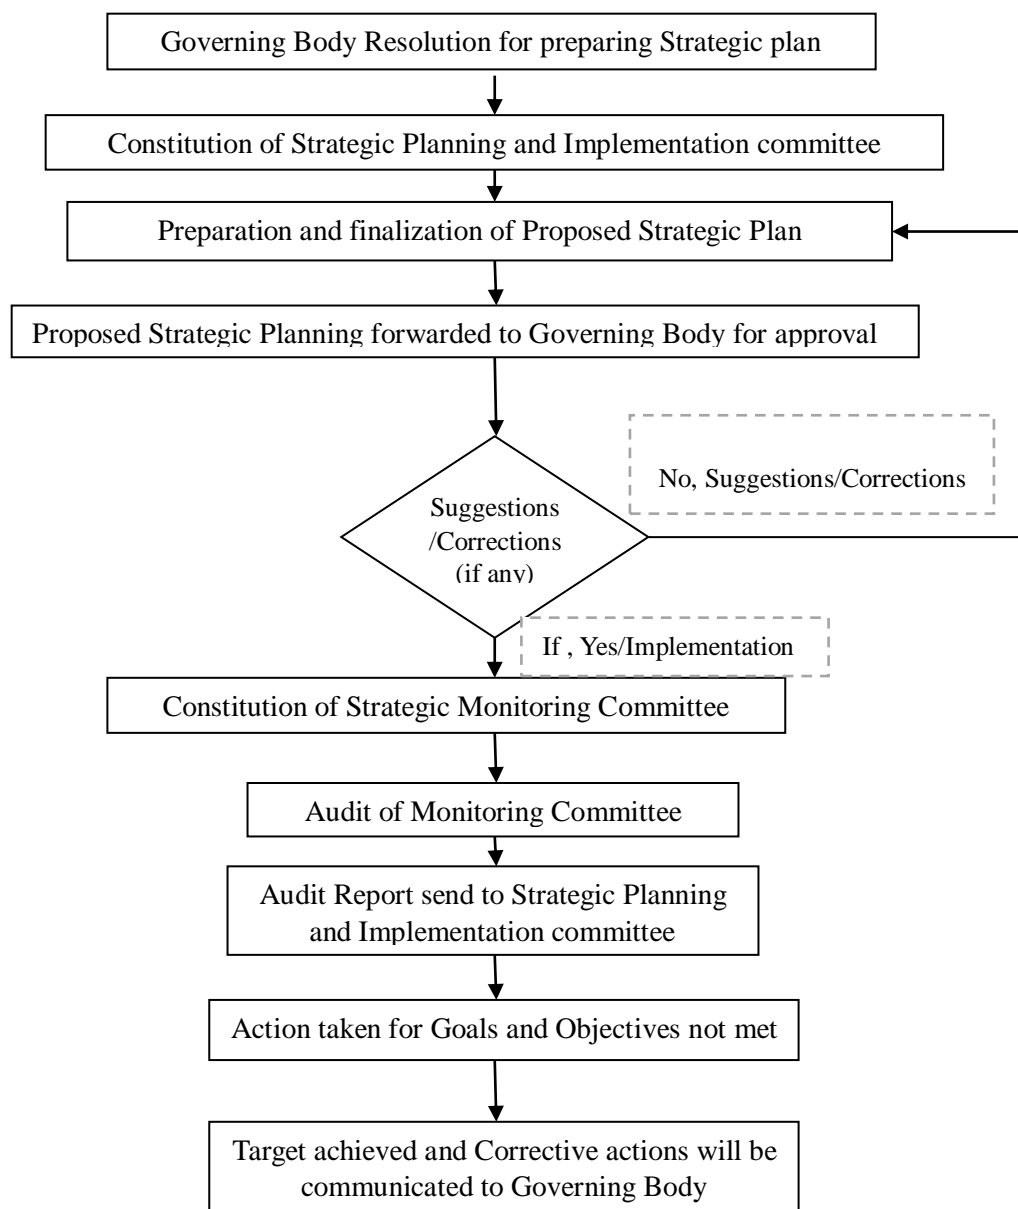 Governing Body Resolution for preparing Strategic plan
Constitution of Strategic Planning and Implementation committee
Preparation and finalization of Proposed Strategic Plan
Proposed Strategic Planning forwarded to Governing Body for approval
No, Suggestions/Corrections
Suggestions
/Corrections
(if any)
If , Yes/Implementation
Constitution of Strategic Monitoring Committee
Audit of Monitoring Committee
Audit Report send to Strategic Planning
and Implementation committee
Action taken for Goals and Objectives not met
Target achieved and Corrective actions will be
communicated to Governing Body